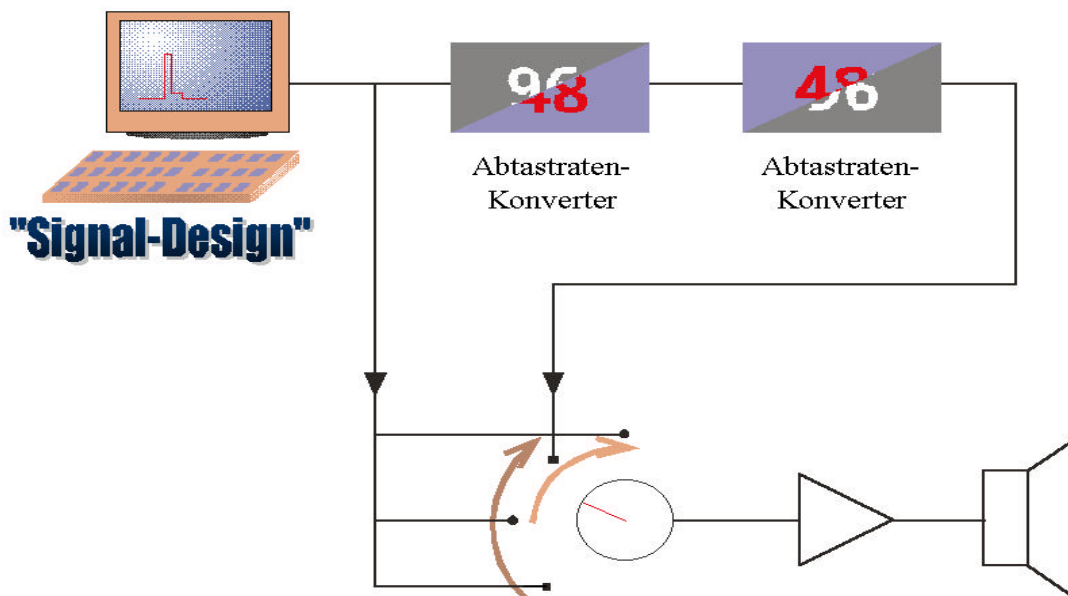 96
48
48
96
Abtastraten-
Konverter
Abtastraten-
Konverter
"Signal-Design"